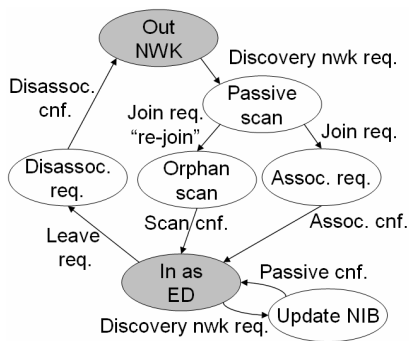 Out
NWK
Discovery nwk req.
Disassoc.
cnf.
Passive
scan
Join req.
“re-join”
Join req.
Disassoc.
req.
Orphan
scan
Assoc. req.
Scan cnf.
Assoc. cnf.
Leave
req.
In as
ED
Passive cnf.
Update NIB
Discovery nwk req.